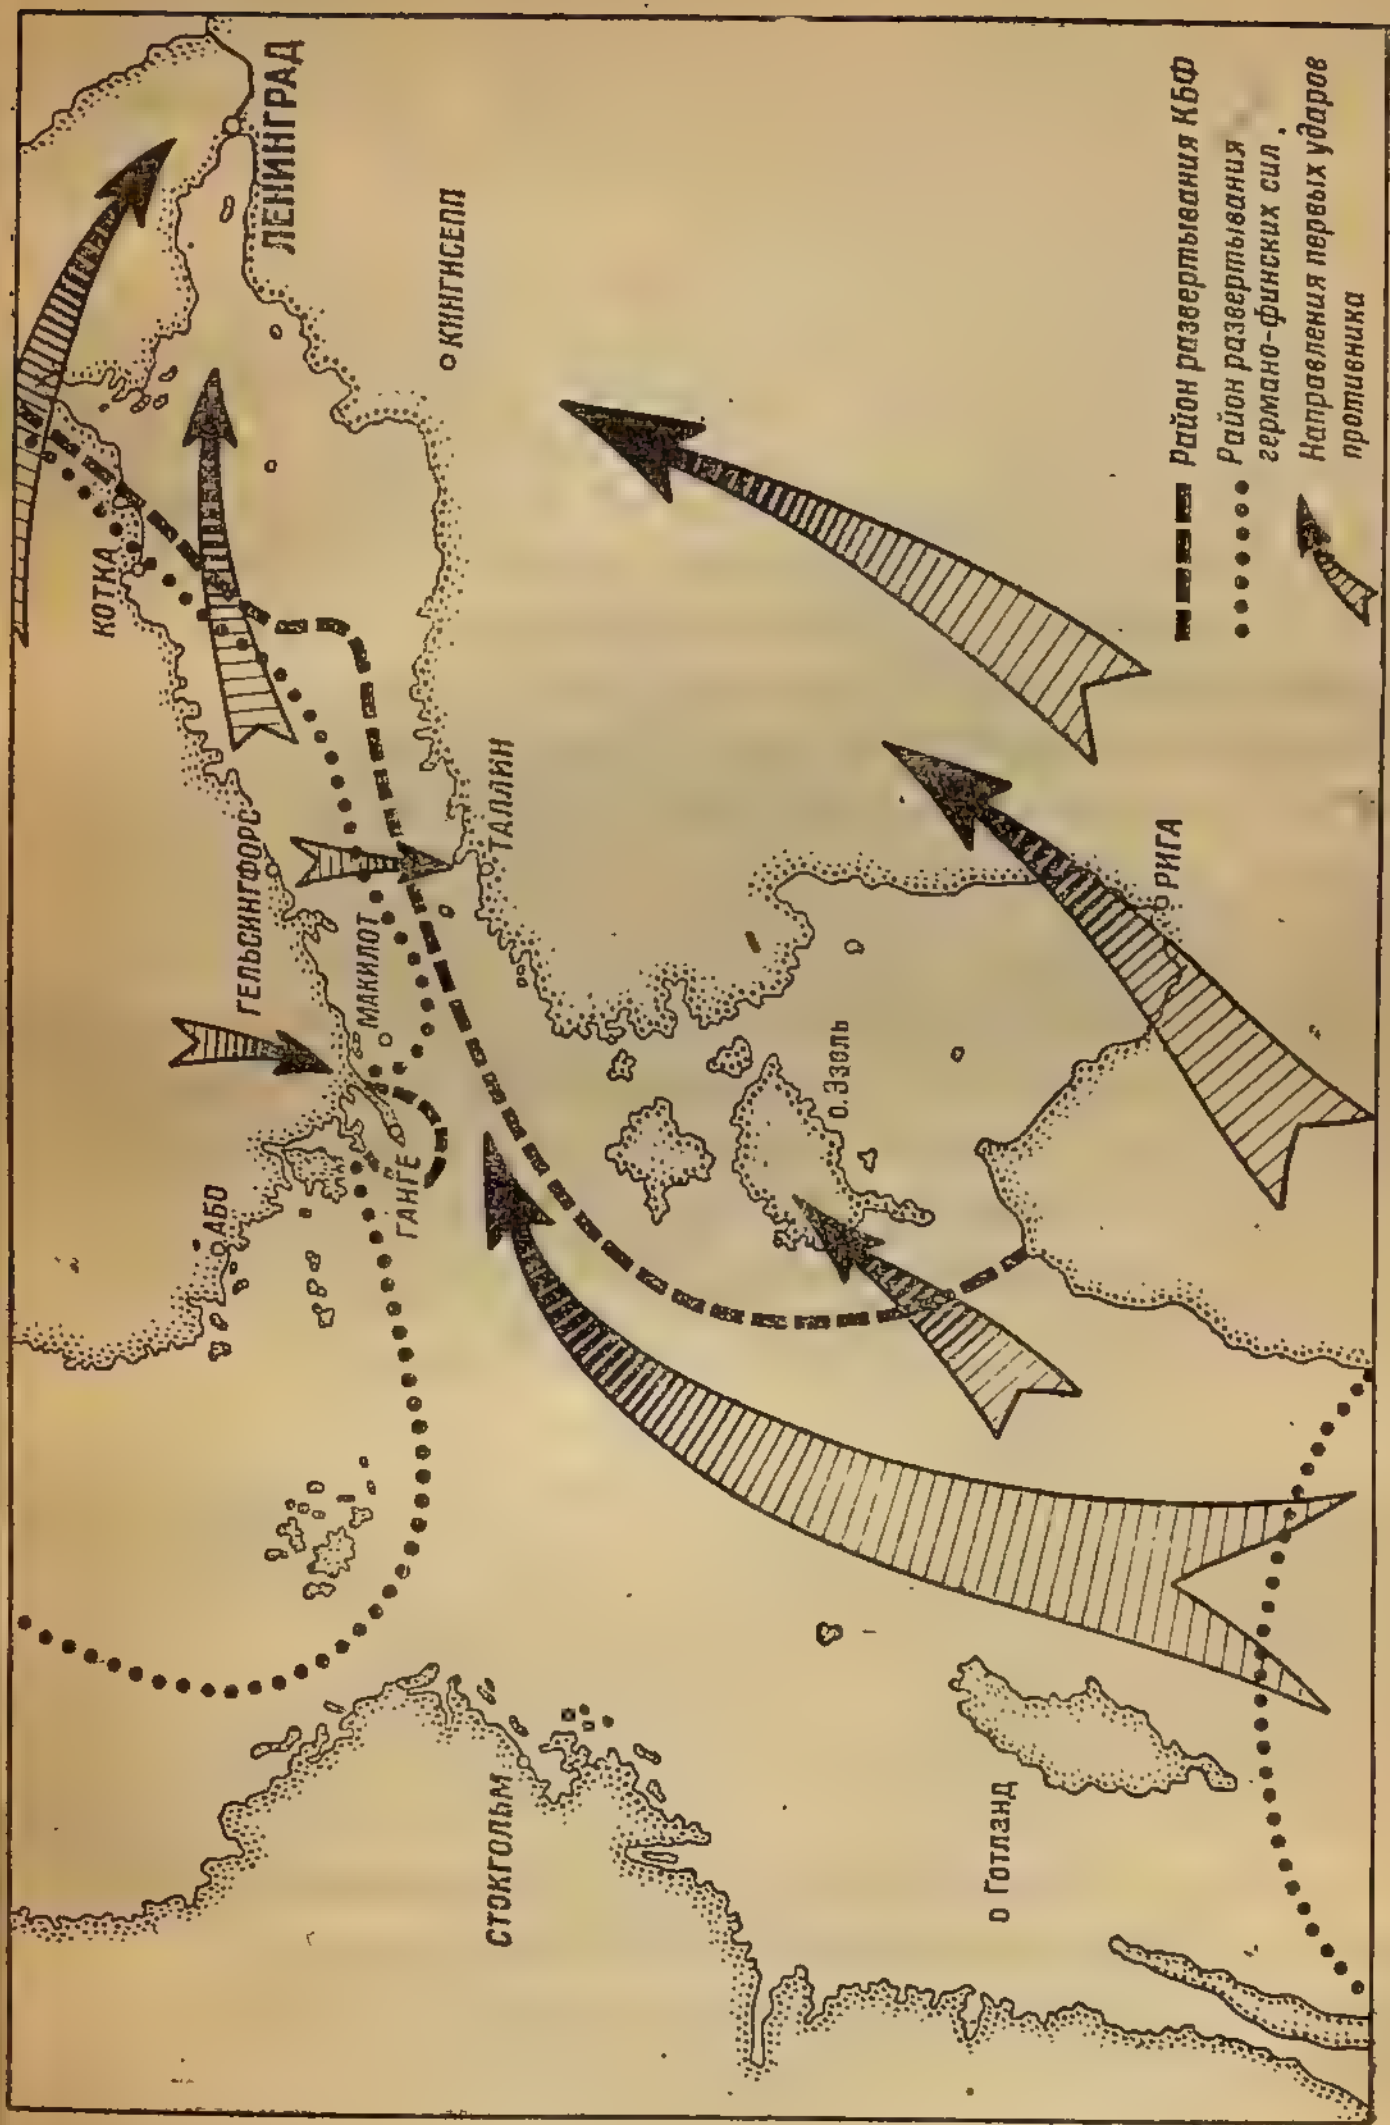 ЛЕНИНГРАД
КИНГИСЕПП
КОТКА
ГЕЛЬСИНГФОРС
МАКИЛОТ
ТАЛЛИН
ГАНГЕ
АБО
СТОКГОЛЬМ
о.Эзель
РИГА
о Готланд
Район развертывания КБФ
Район развертывания
германо-финских сил
Направления первых ударов
противника